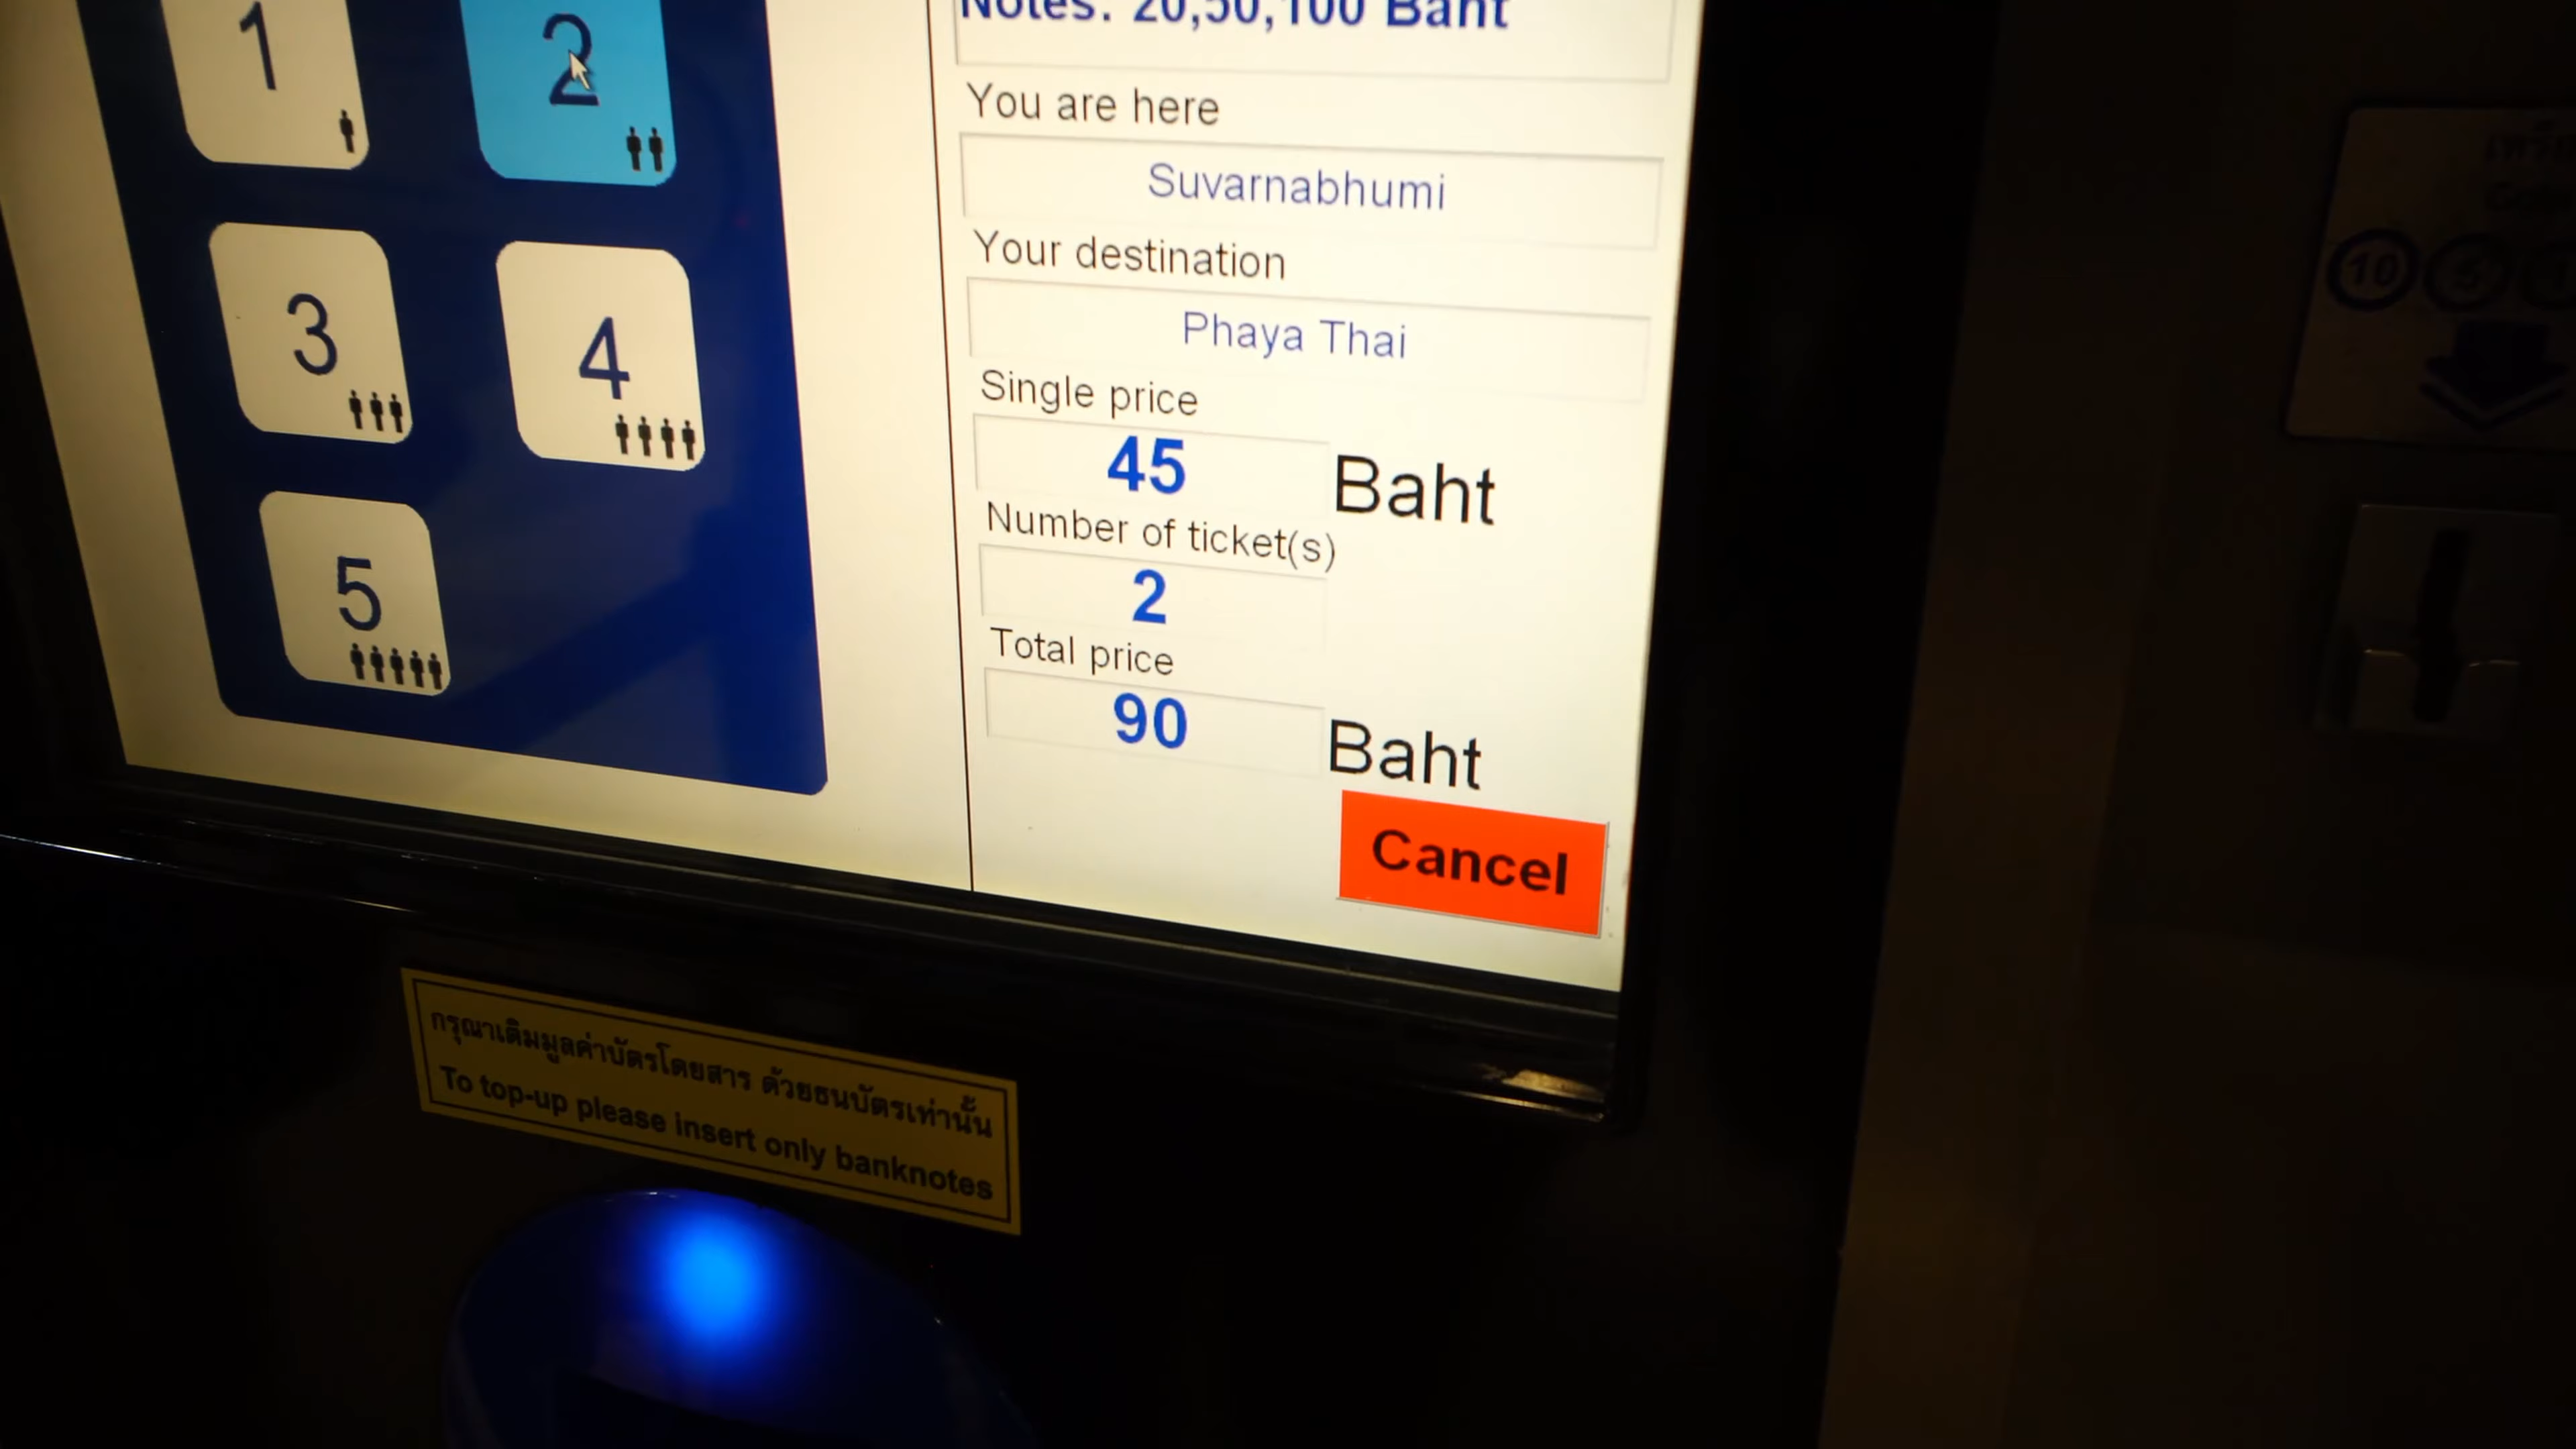 1
2
3
4
5
Notes: 20,50,100 Baht
You are here
Suvarnabhumi
Your destination
Phaya Thai
Single price
45 Baht
Number of ticket(s)
2
Total price
90 Baht
Cancel
กรุณาเติมมูลค่าบัตรโดยสาร ด้วยธนบัตรเท่านั้น
To top-up please insert only banknotes
10
5